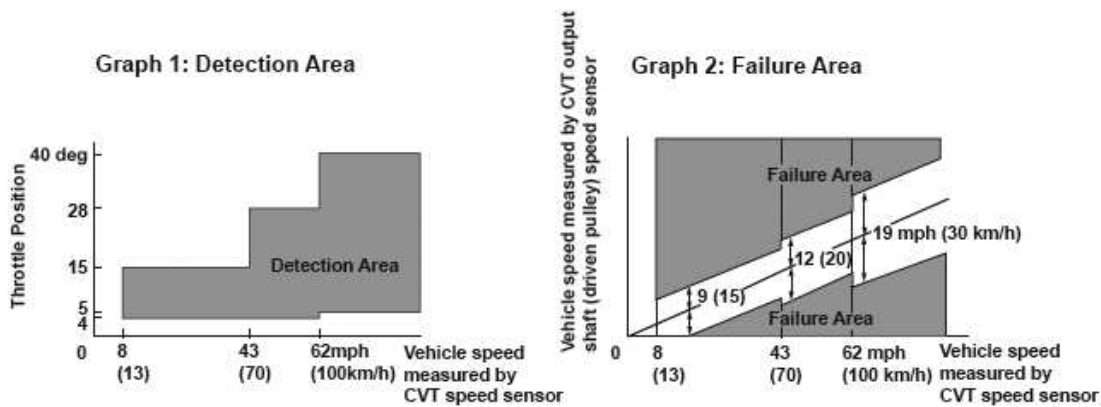 Graph 1: Detection Area
Throttle Position
40 deg
28
15
5
4
0
Detection Area
8
(13)
43
(70)
62mph
(100km/h)
Vehicle speed
measured by
CVT speed sensor
Graph 2: Failure Area
Vehicle speed measured by CVT output
shaft (driven pulley) speed sensor
Failure Area
19 mph (30 km/h)
12 (20)
9 (15)
Failure Area
0
8
(13)
43
(70)
62 mph
(100 km/h)
Vehicle speed
measured by
CVT speed sensor